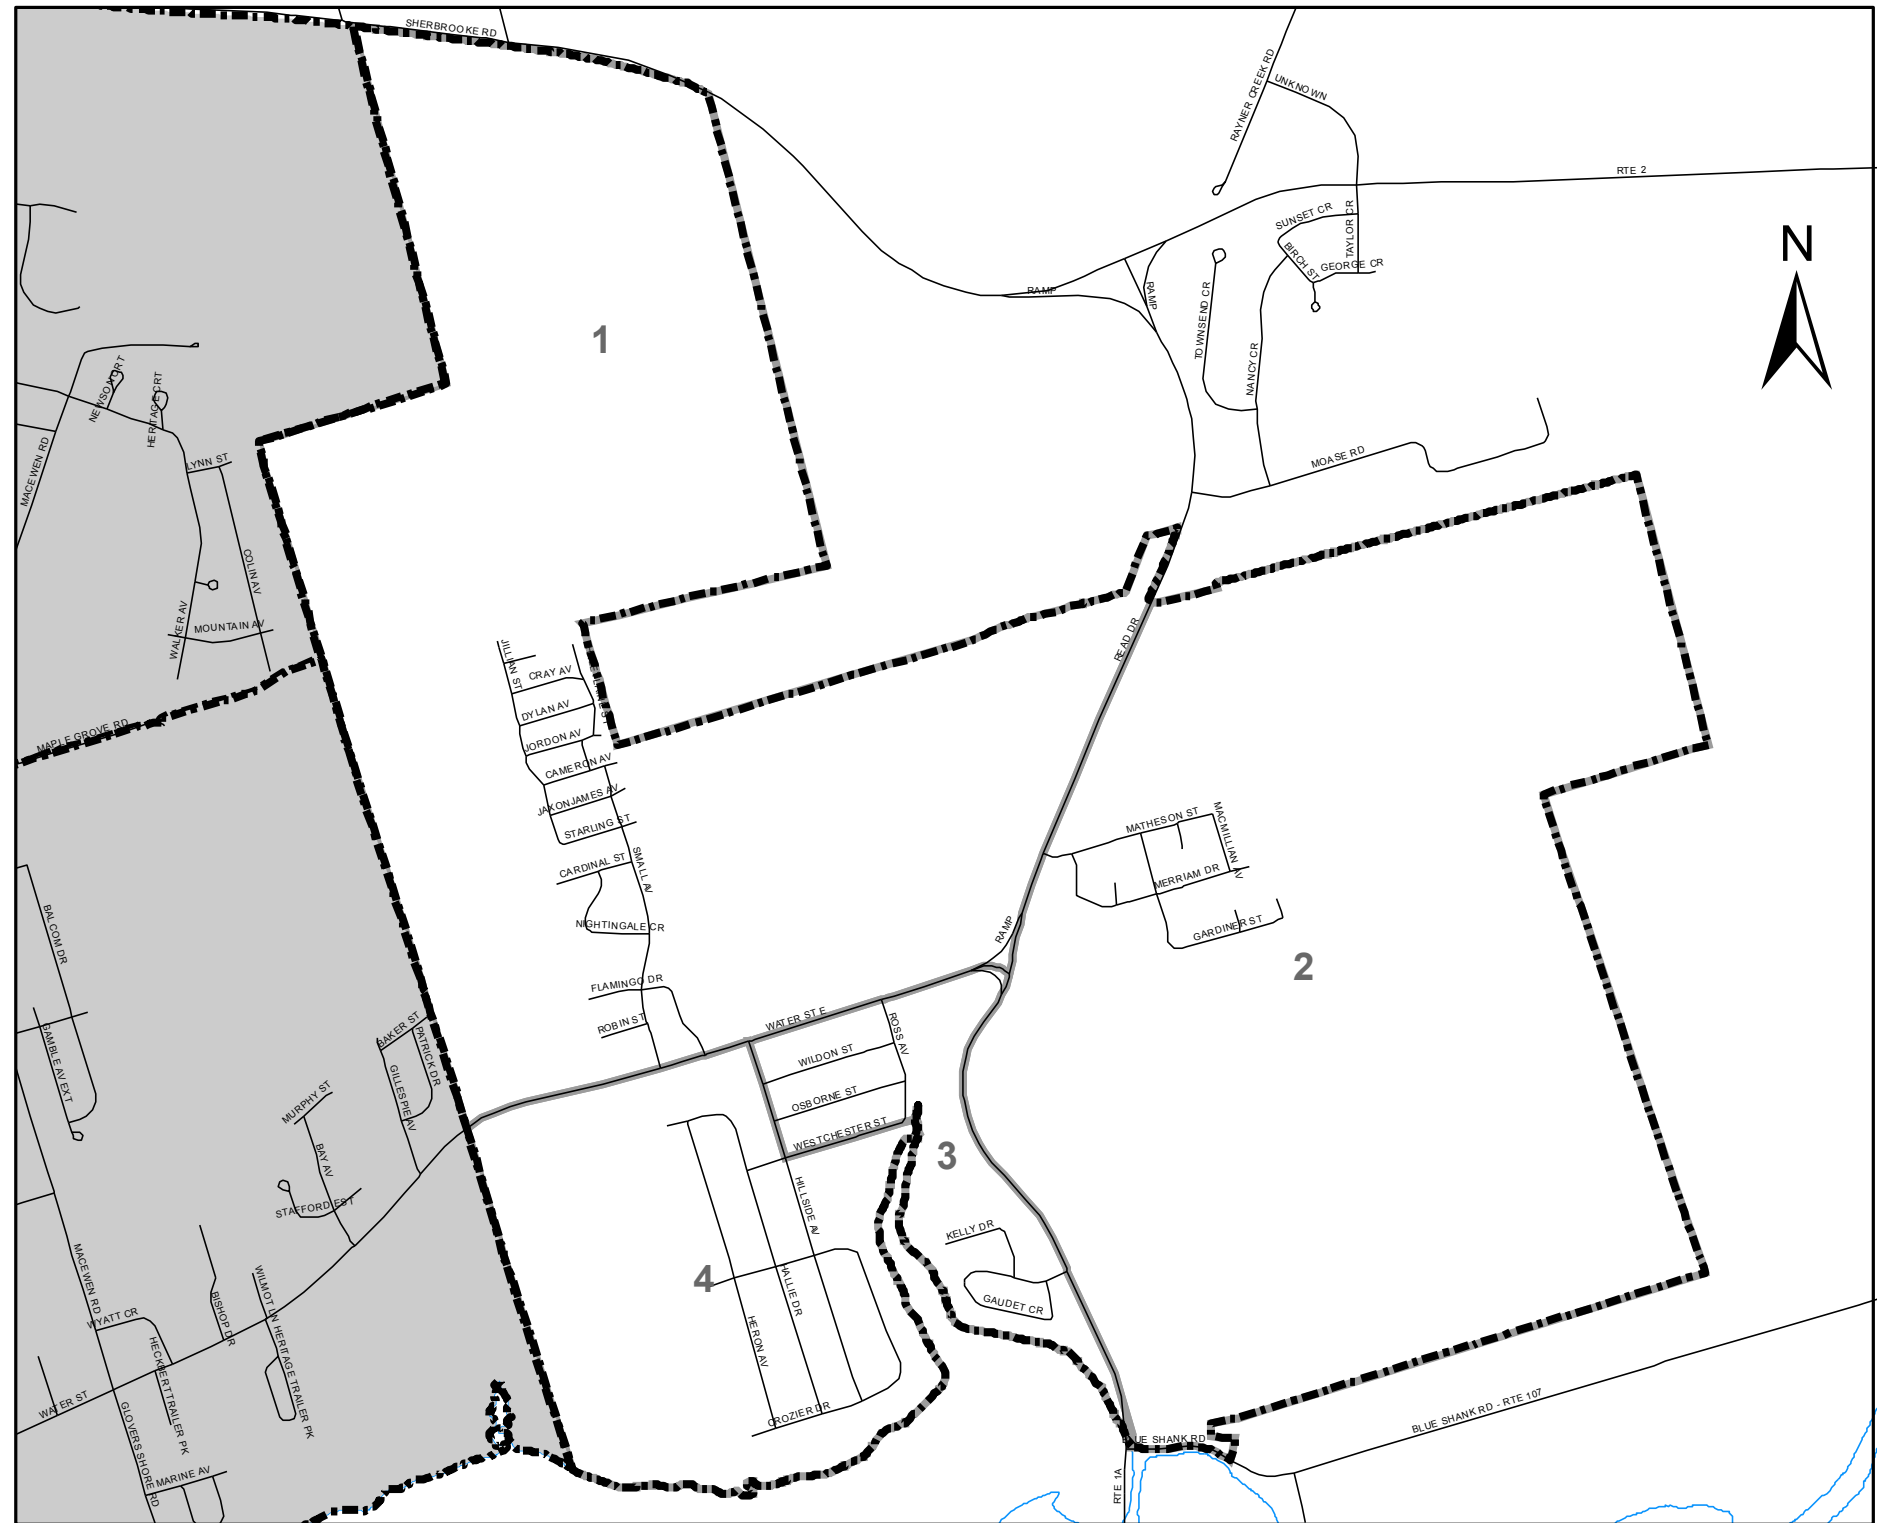 SHERBROOKE RD
RAYNER CREEK RD
UNKNOWN
RTE 2
SUNSET CR
TAYLOR CR
BIRCH ST
GEORGE CR
N
RAMP
RAMP
TOWNSEND CR
NANCY CR
1
NEWSON CRT
HERITAGE CRT
MACEWEN RD
LYNN ST
MOASE RD
COLIN AV
WALKER AV
MOUNTAIN AV
READ DR
JILLIAN ST
CRAY AV
DYLAN AV
JORDON AV
CAMERON AV
MAPLE GROVE RD
JAXONJAMES AV
STARLING ST
MATHESON ST
MACMILLIAN AV
CARDINAL ST
SMALL AV
MERRIAM DR
NIGHTINGALE CR
GARDINER ST
BALCOM DR
RAMP
2
FLAMINGO DR
ROBIN ST
WATER ST E
ROSS AV
GAMBLE AV EXT
BAKER ST
PATRICK DR
WILDON ST
GILLESPIE AV
OSBORNE ST
MURPHY ST
WESTCHESTER ST
BAY AV
3
STAFFORD EST
HILLSIDE AV
KELLY DR
MACEWEN RD
4
HALLIE DR
GAUDET CR
WILMOT LN HERITAGE TRAILER PK
BISHOP DR
WYATT CR
HERON AV
HECKBERT TRAILER PK
WATER ST
GLOVERS SHORE RD
CROZIER DR
BLUE SHANK RD - RTE 107
BLUE SHANK RD
MARINE AV
RTE 1A